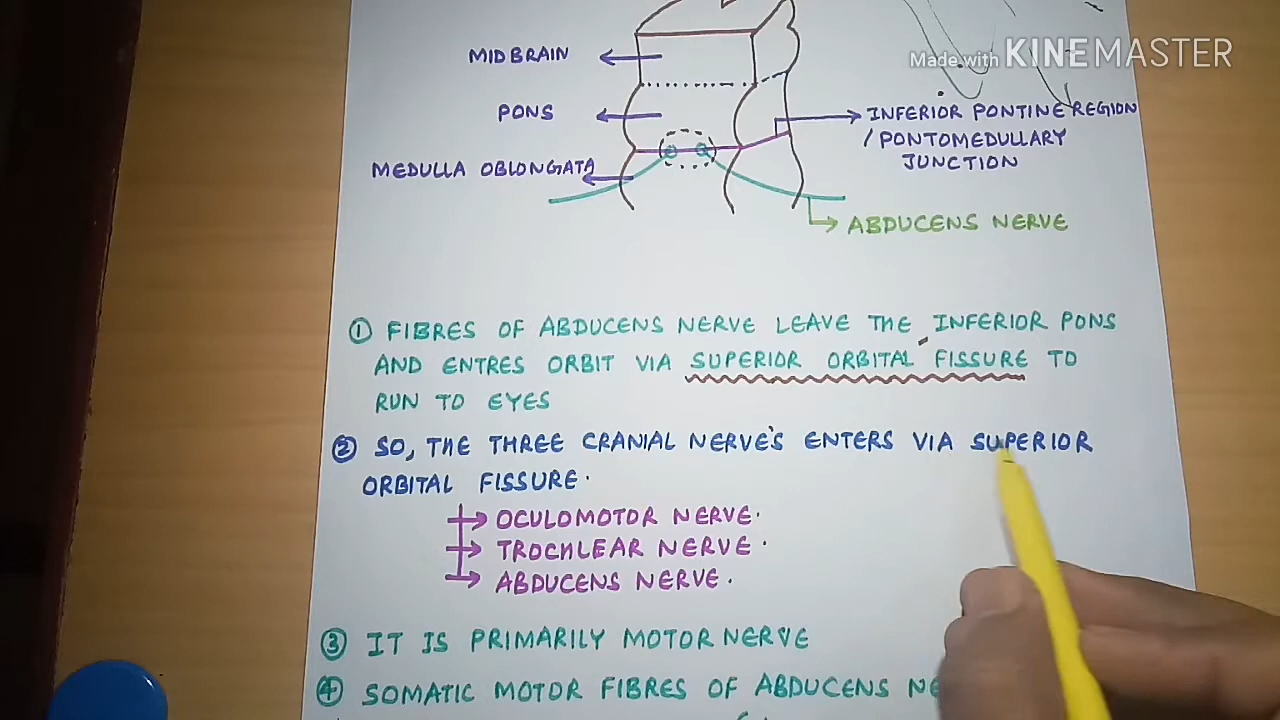 Made with KINEMASTER
MIDBRAIN
PONS
INFERIOR PONTINE REGION
/ PONTOMEDULLARY
JUNCTION
MEDULLA OBLONGATA
ABDUCENS NERVE
① FIBRES OF ABDUCENS NERVE LEAVE THE INFERIOR PONS
AND ENTRES ORBIT VIA SUPERIOR ORBITAL FISSURE TO
RUN TO EYES
② SO, THE THREE CRANIAL NERVE'S ENTERS VIA SUPERIOR
ORBITAL FISSURE.
OCULOMOTOR NERVE.
TROCHLEAR NERVE.
ABDUCENS NERVE.
③ IT IS PRIMARILY MOTOR NERVE
④ SOMATIC MOTOR FIBRES OF ABDUCENS